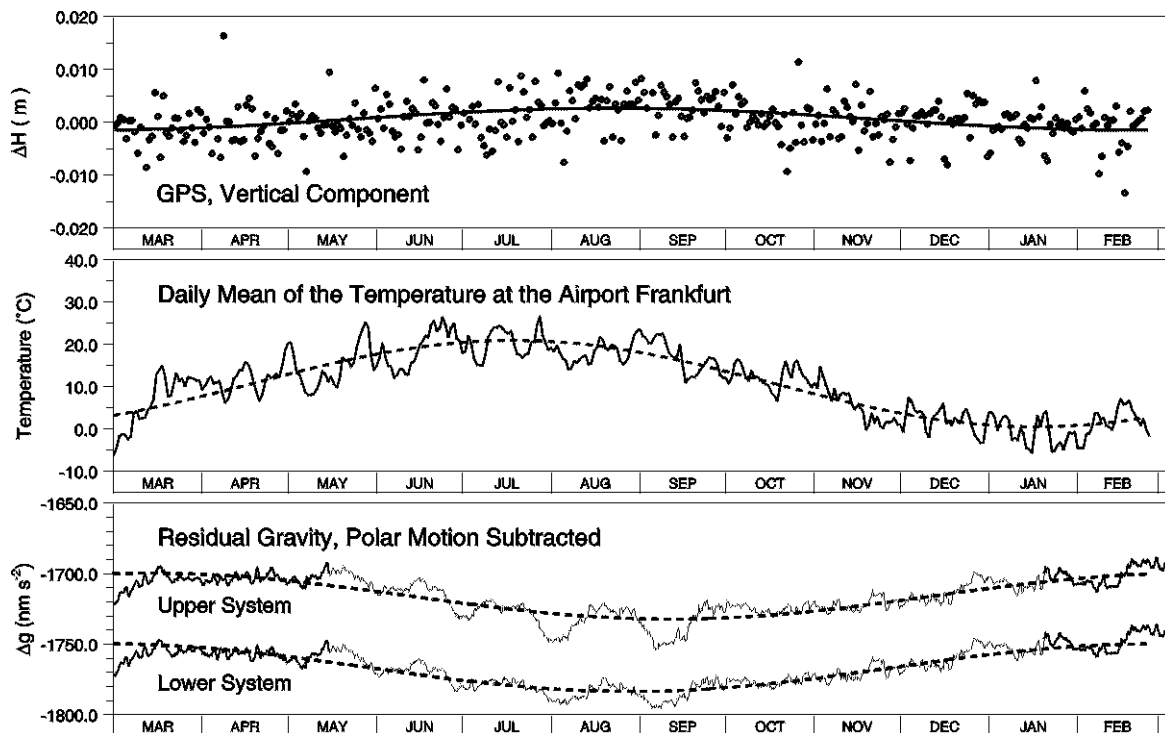 0.020
0.010
0.000
-0.010
-0.020
ΔH ( m )
GPS, Vertical Component
MAR APR MAY JUN JUL AUG SEP OCT NOV DEC JAN FEB
40.0
30.0
20.0
10.0
0.0
-10.0
Temperature (°C)
Daily Mean of the Temperature at the Airport Frankfurt
MAR APR MAY JUN JUL AUG SEP OCT NOV DEC JAN FEB
-1650.0
-1700.0
-1750.0
-1800.0
Δg (nm s⁻²)
Residual Gravity, Polar Motion Subtracted
Upper System
Lower System
MAR APR MAY JUN JUL AUG SEP OCT NOV DEC JAN FEB